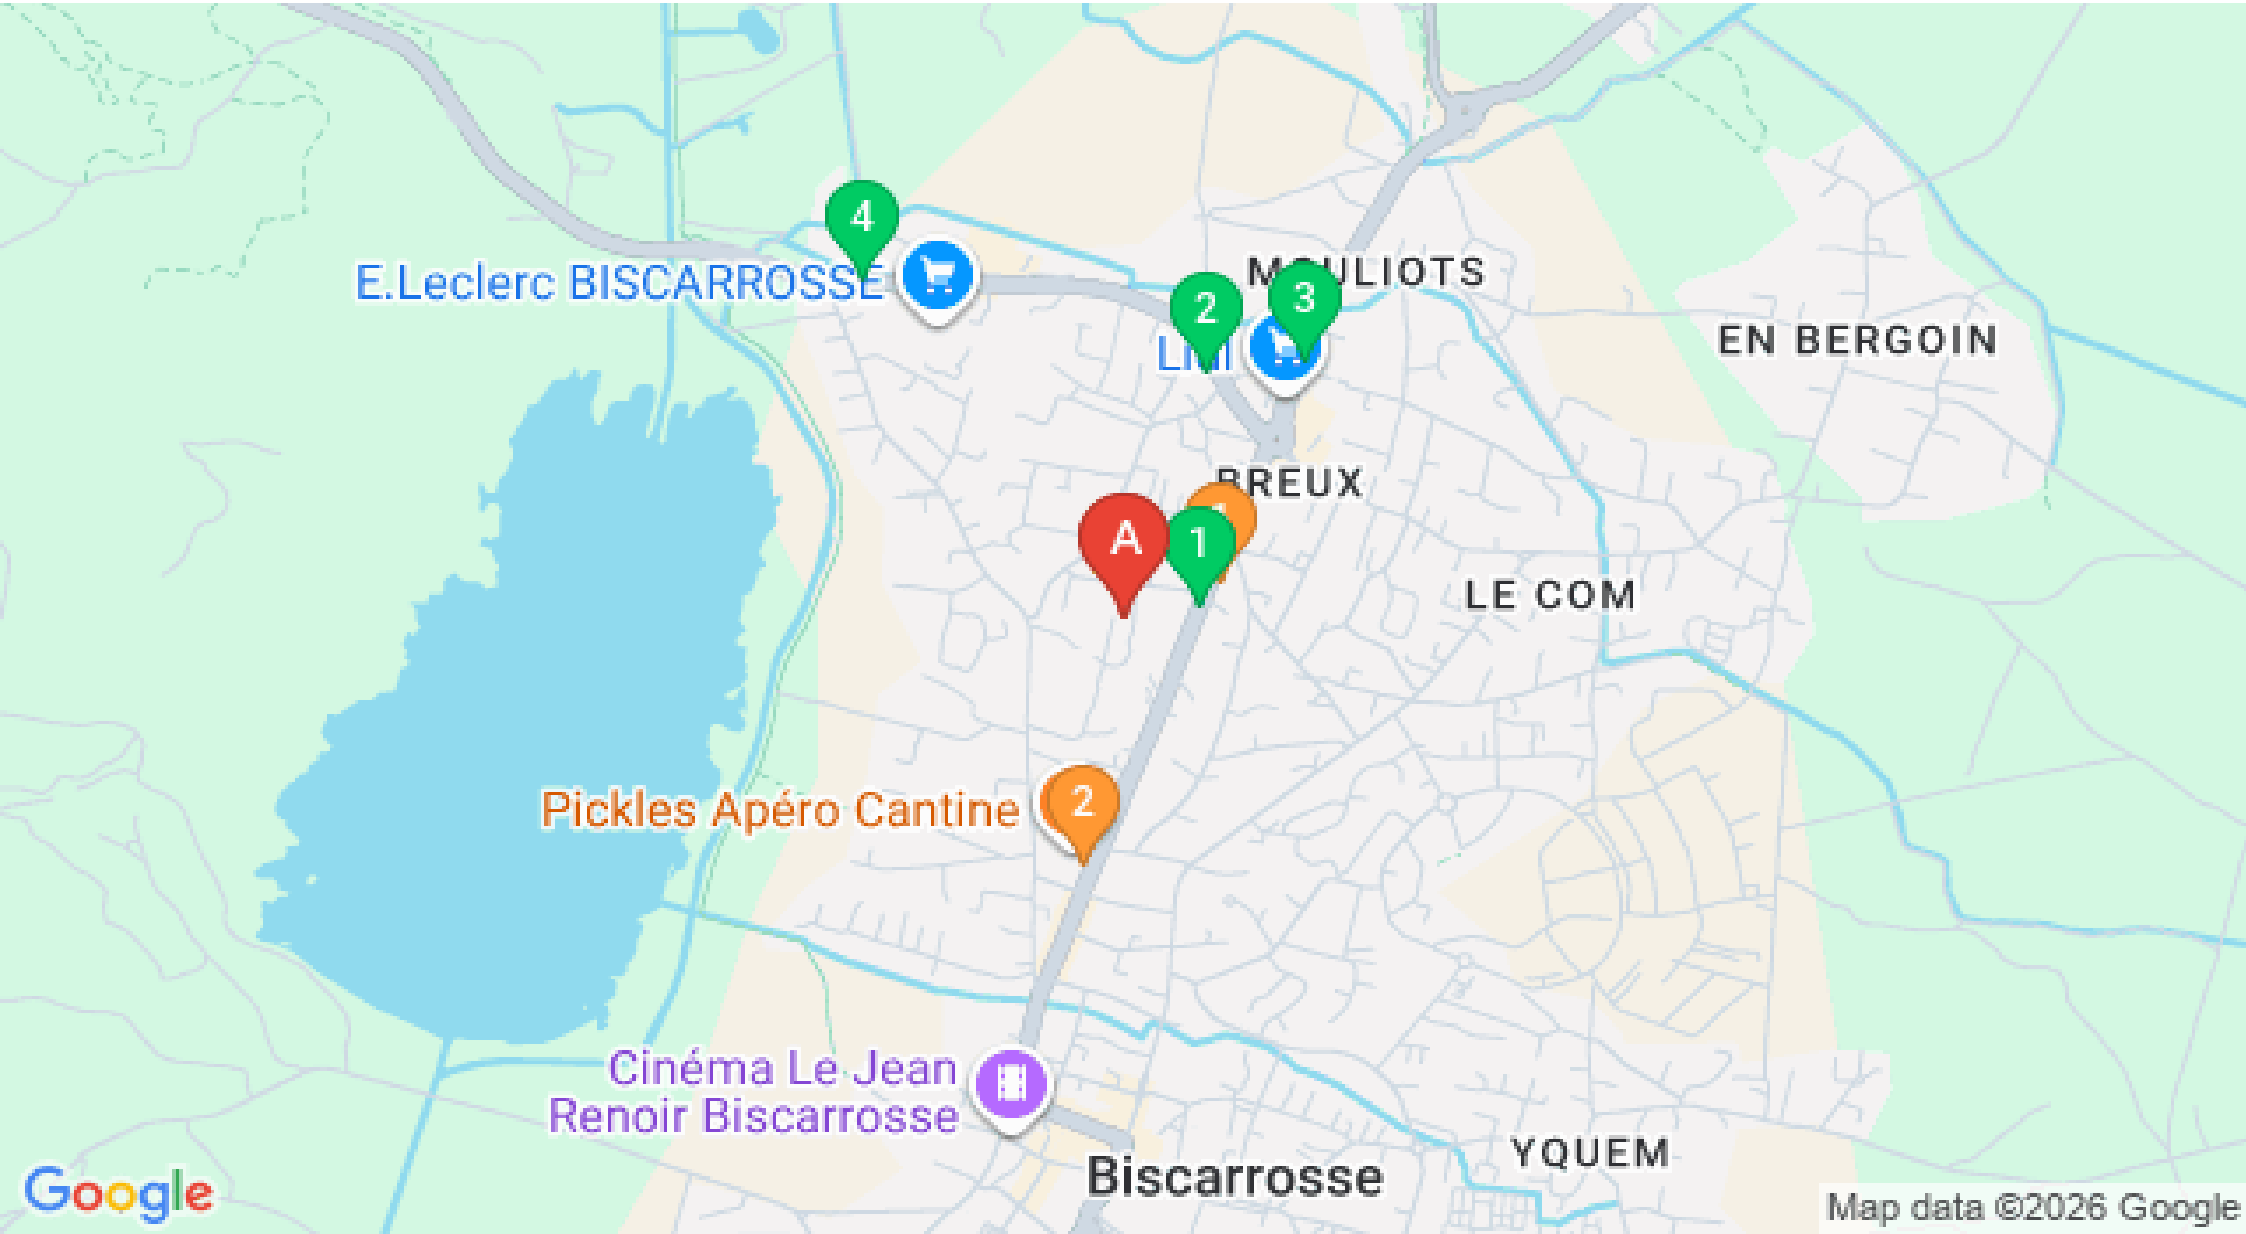 4
E.Leclerc BISCARROSSE
MOULIOTS
2
3
Lidl
EN BERGOIN
BREUX
A
1
LE COM
Pickles Apéro Cantine
2
Cinéma Le Jean
Renoir Biscarrosse
YQUEM
Biscarrosse
Google
Map data ©2026 Google